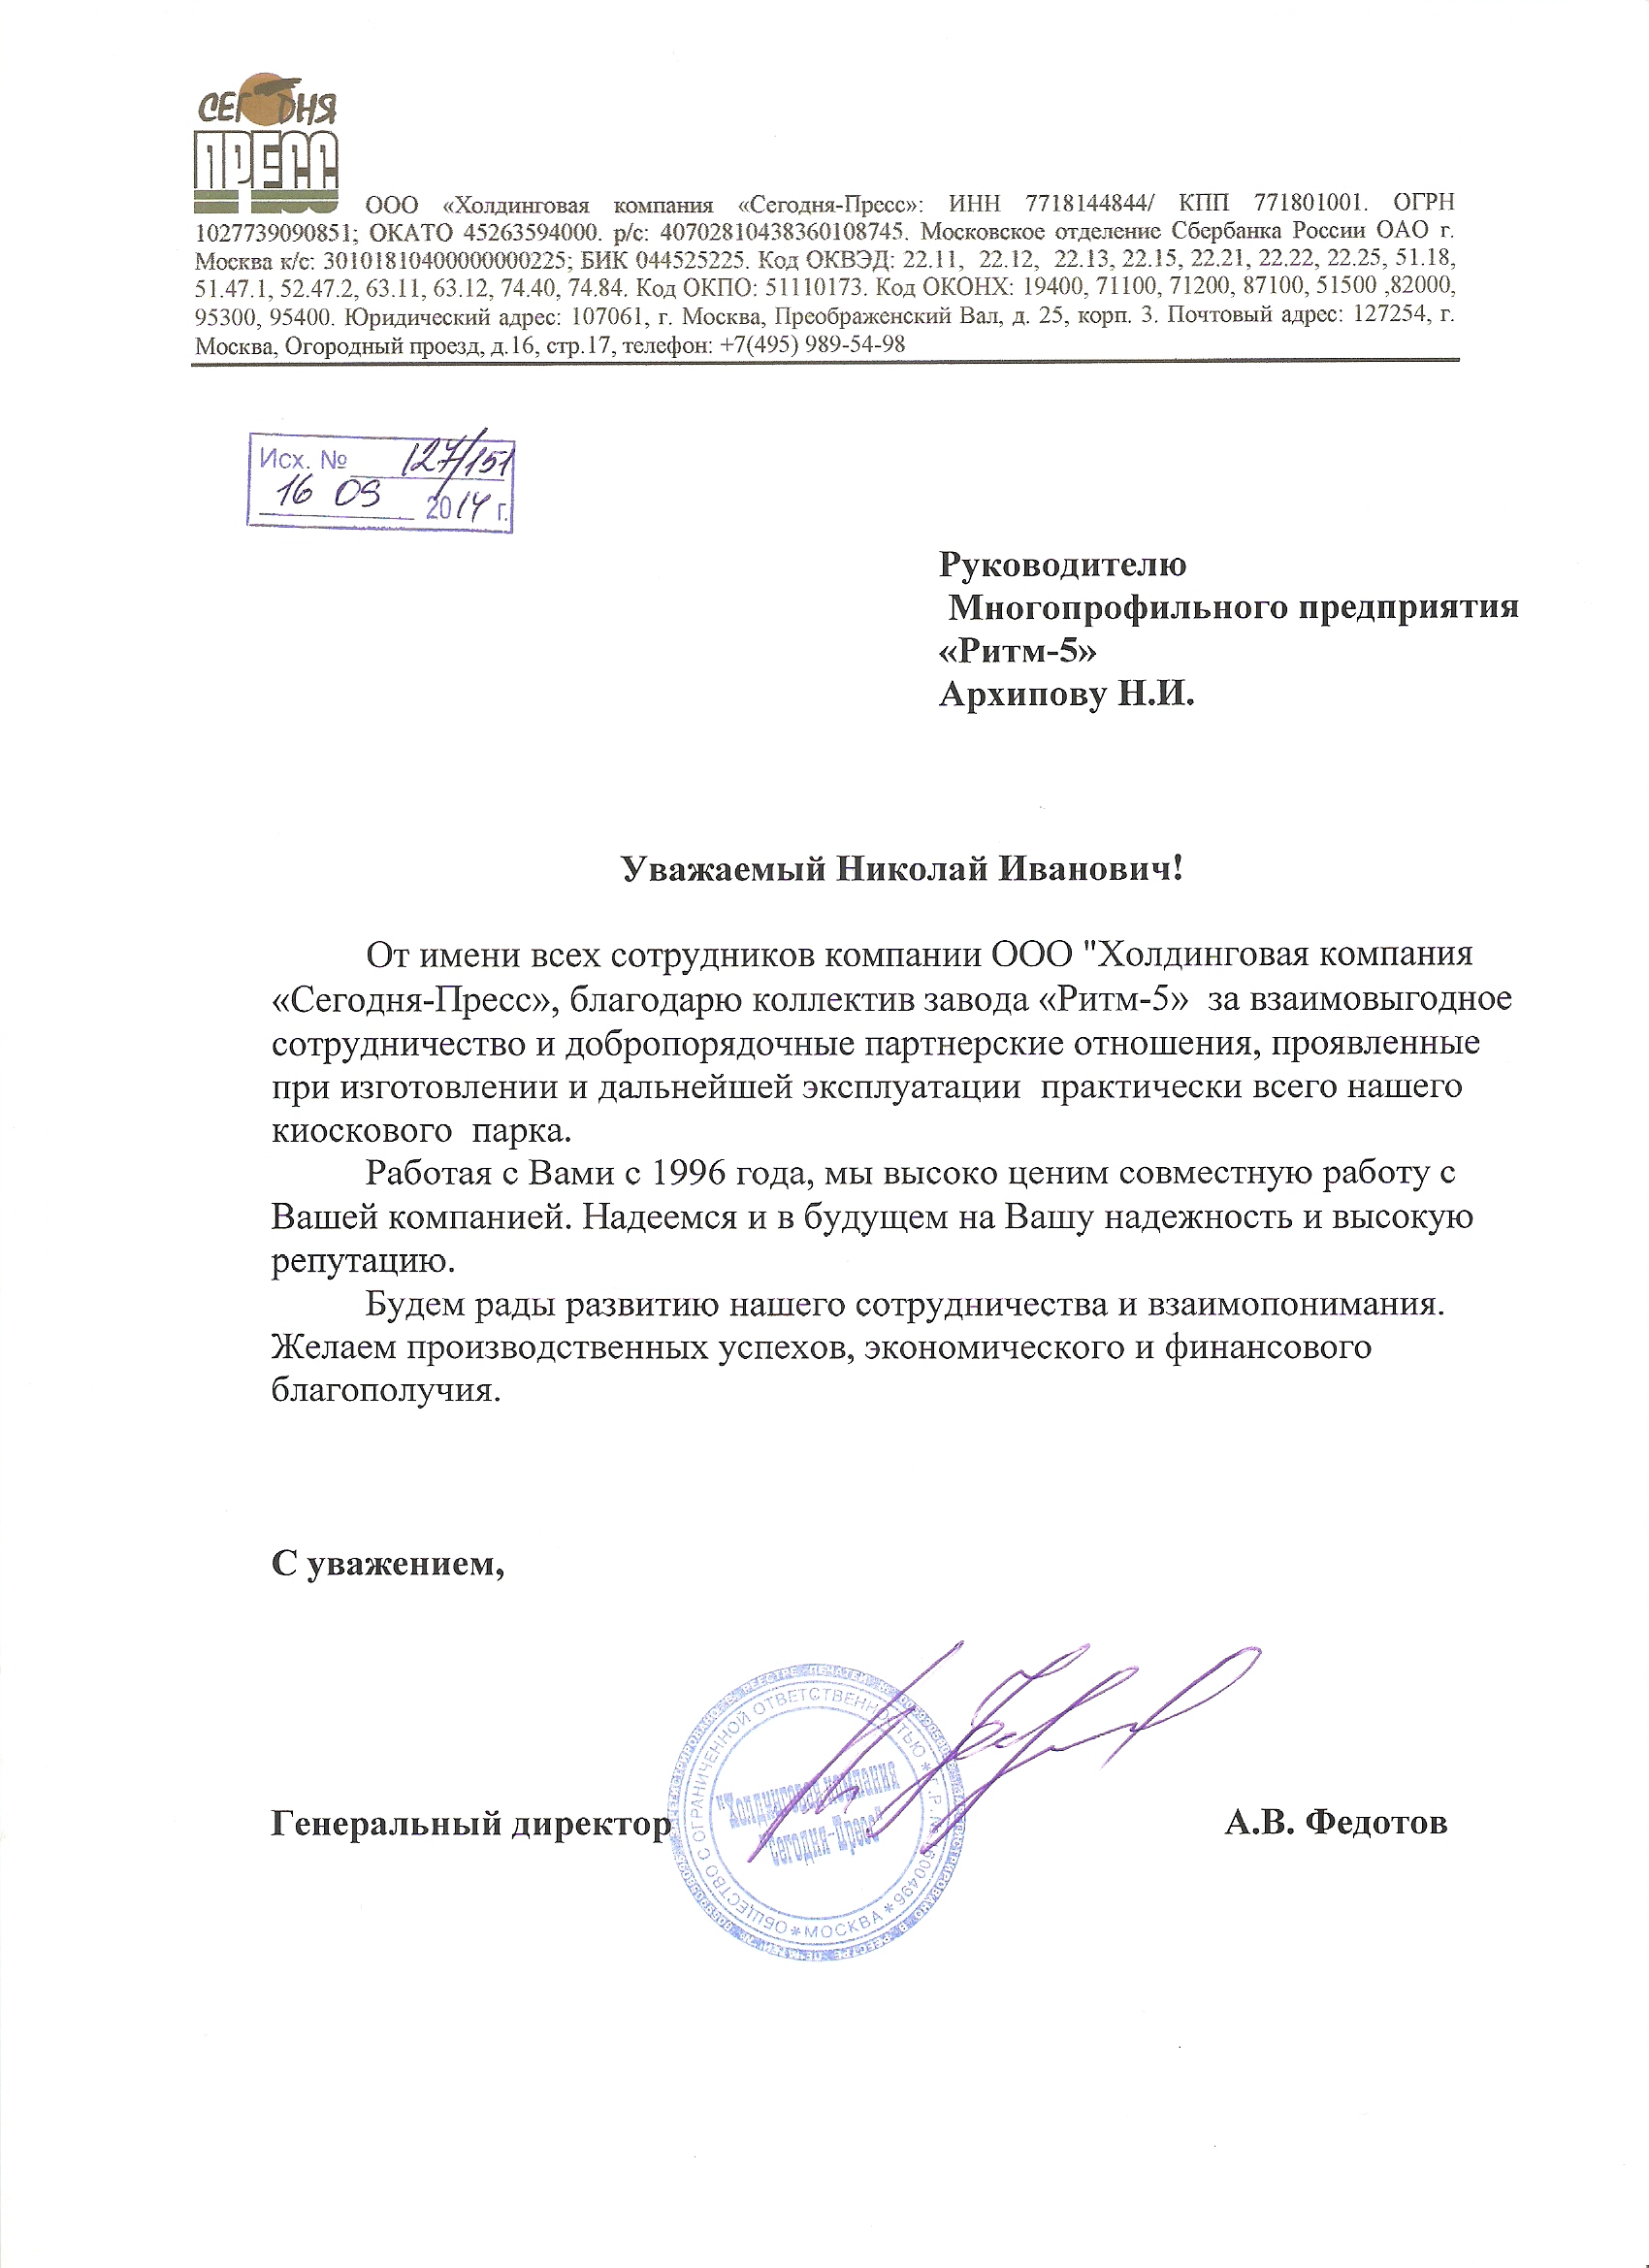 СЕГОДНЯ
ПРЕСС
ООО «Холдинговая компания «Сегодня-Пресс»: ИНН 7718144844/ КПП 771801001. ОГРН
1027739090851; ОКАТО 45263594000. р/с: 40702810438360108745. Московское отделение Сбербанка России ОАО г.
Москва к/с: 30101810400000000225; БИК 044525225. Код ОКВЭД: 22.11, 22.12, 22.13, 22.15, 22.21, 22.22, 22.25, 51.18,
51.47.1, 52.47.2, 63.11, 63.12, 74.40, 74.84. Код ОКПО: 51110173. Код ОКОНХ: 19400, 71100, 71200, 87100, 51500 ,82000,
95300, 95400. Юридический адрес: 107061, г. Москва, Преображенский Вал, д. 25, корп. 3. Почтовый адрес: 127254, г.
Москва, Огородный проезд, д.16, стр.17, телефон: +7(495) 989-54-98
Исх. № 127/151
16 09 2014 г.
Руководителю
Многопрофильного предприятия
«Ритм-5»
Архипову Н.И.
Уважаемый Николай Иванович!
От имени всех сотрудников компании ООО "Холдинговая компания
«Сегодня-Пресс», благодарю коллектив завода «Ритм-5» за взаимовыгодное
сотрудничество и добропорядочные партнерские отношения, проявленные
при изготовлении и дальнейшей эксплуатации практически всего нашего
киоскового парка.
Работая с Вами с 1996 года, мы высоко ценим совместную работу с
Вашей компанией. Надеемся и в будущем на Вашу надежность и высокую
репутацию.
Будем рады развитию нашего сотрудничества и взаимопонимания.
Желаем производственных успехов, экономического и финансового
благополучия.
С уважением,
Генеральный директор
А.В. Федотов
ОБЩЕСТВО С ОГРАНИЧЕННОЙ ОТВЕТСТВЕННОСТЬЮ
МОСКВА
"Холдинговая компания
"Сегодня-Пресс"